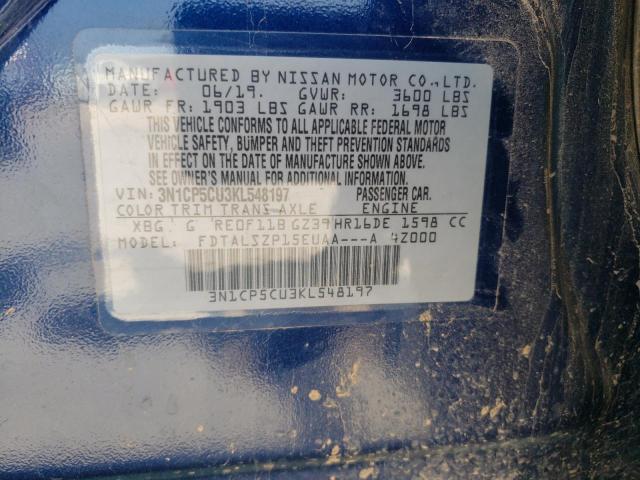 MANUFACTURED BY NISSAN MOTOR CO., LTD.
DATE: 06/19. GVWR: 3600 LBS
GAWR FR: 1903 LBS GAWR RR: 1698 LBS
THIS VEHICLE CONFORMS TO ALL APPLICABLE FEDERAL MOTOR
VEHICLE SAFETY, BUMPER AND THEFT PREVENTION STANDARDS
IN EFFECT ON THE DATE OF MANUFACTURE SHOWN ABOVE.
SEE OWNER'S MANUAL FOR ADDITIONAL INFORMATION.
VIN: 3N1CP5CU3KL548197 PASSENGER CAR.
COLOR TRIM TRANS AXLE ENGINE
XBG. G RE0F11B GZ39 HR16DE 1598 CC
FDTALSZP15EUAA---A 4Z000
3N1CP5CU3KL548197